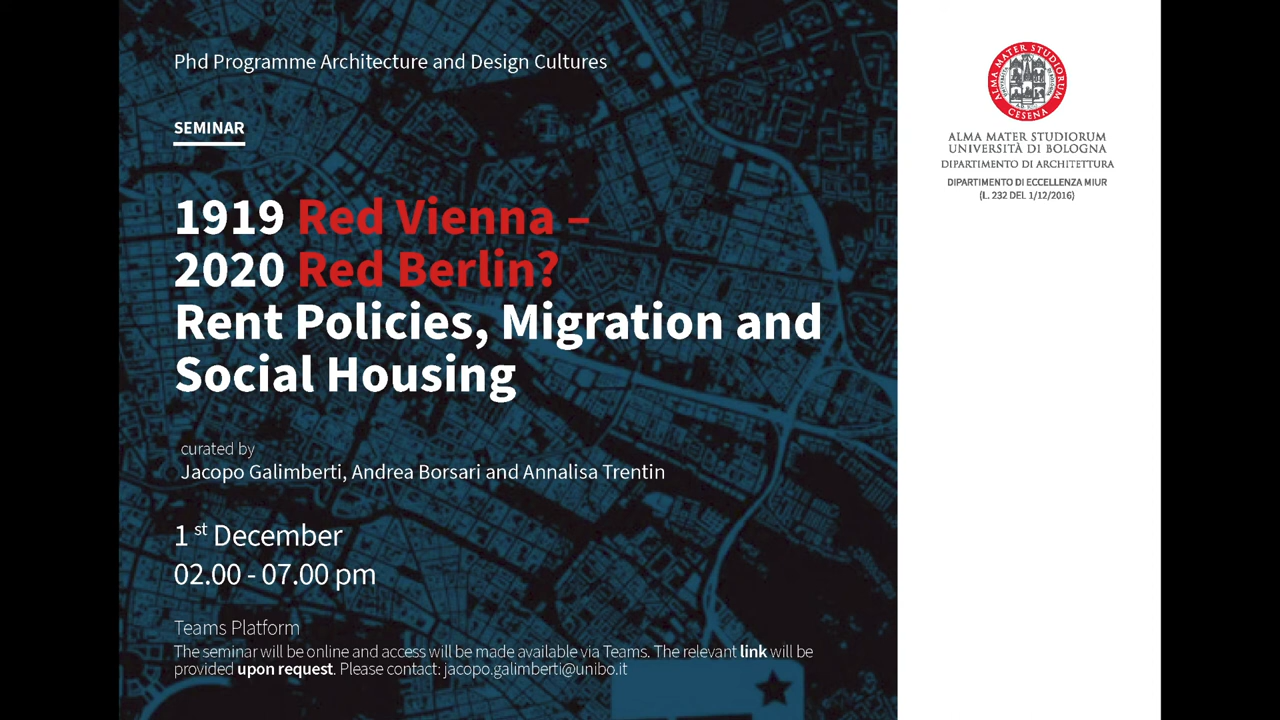 Phd Programme Architecture and Design Cultures
SEMINAR
1919 Red Vienna –
2020 Red Berlin?
Rent Policies, Migration and
Social Housing
curated by
Jacopo Galimberti, Andrea Borsari and Annalisa Trentin
1 st December
02.00 - 07.00 pm
Teams Platform
The seminar will be online and access will be made available via Teams. The relevant link will be
provided upon request. Please contact: jacopo.galimberti@unibo.it
ALMA MATER STUDIORUM
CESENA
ALMA MATER STUDIORUM
UNIVERSITÀ DI BOLOGNA
DIPARTIMENTO DI ARCHITETTURA
DIPARTIMENTO DI ECCELLENZA MIUR
(L. 232 DEL 1/12/2016)